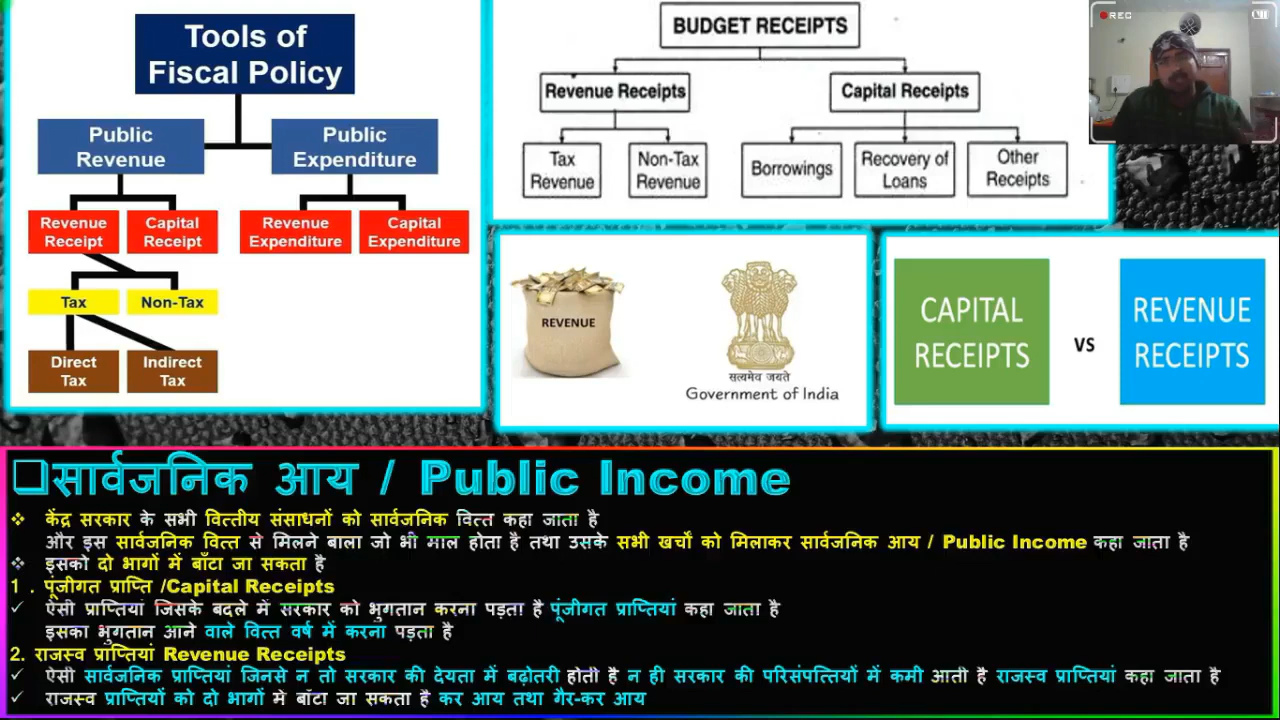 Tools of
Fiscal Policy
Public
Revenue
Public
Expenditure
Revenue
Receipt
Capital
Receipt
Revenue
Expenditure
Capital
Expenditure
Tax
Non-Tax
Direct
Tax
Indirect
Tax
BUDGET RECEIPTS
Revenue Receipts
Capital Receipts
Tax
Revenue
Non-Tax
Revenue
Borrowings
Recovery of
Loans
Other
Receipts
REC
REVENUE
सत्यमेव जयते
Government of India
CAPITAL
RECEIPTS
VS
REVENUE
RECEIPTS
सार्वजनिक आय / Public Income
केंद्र सरकार के सभी वित्तीय संसाधनों को सार्वजनिक वित्त कहा जाता है
और इस सार्वजनिक वित्त से मिलने बाला जो भी माल होता है तथा उसके सभी खर्चों को मिलाकर सार्वजनिक आय / Public Income कहा जाता है
इसको दो भागों में बाँटा जा सकता है
1 . पूंजीगत प्राप्ति /Capital Receipts
ऐसी प्राप्तियां जिसके बदले में सरकार को भुगतान करना पड़ता है पूंजीगत प्राप्तियां कहा जाता है
इसका भुगतान आने वाले वित्त वर्ष में करना पड़ता है
2. राजस्व प्राप्तियां Revenue Receipts
ऐसी सार्वजनिक प्राप्तियां जिनसे न तो सरकार की देयता में बढ़ोतरी होती है न ही सरकार की परिसंपत्तियों में कमी आती है राजस्व प्राप्तियां कहा जाता है
राजस्व प्राप्तियों को दो भागों में बाँटा जा सकता है कर आय तथा गैर-कर आय